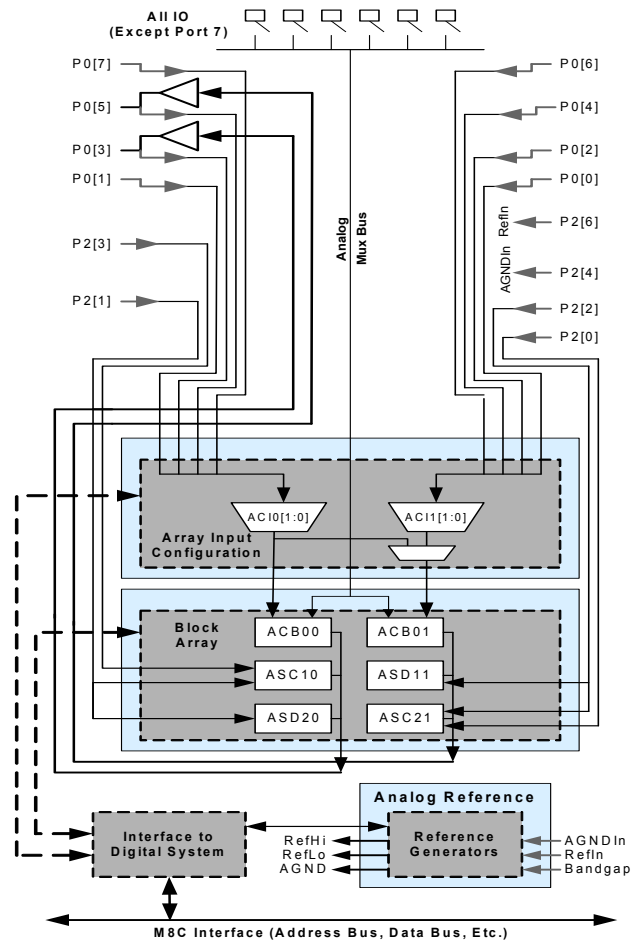 All IO
(Except Port 7)
P0[7]
P0[5]
P0[3]
P0[1]
P2[3]
P2[1]
Analog
Mux Bus
P0[6]
P0[4]
P0[2]
P0[0]
AGNDIn RefIn
P2[6]
P2[4]
P2[2]
P2[0]
ACI0[1:0]
ACI1[1:0]
Array Input
Configuration
Block
Array
ACB00
ACB01
ASC10
ASD11
ASD20
ASC21
Analog Reference
Interface to
Digital System
RefHi
RefLo
AGND
Reference
Generators
AGNDIn
RefIn
Bandgap
M8C Interface (Address Bus, Data Bus, Etc.)